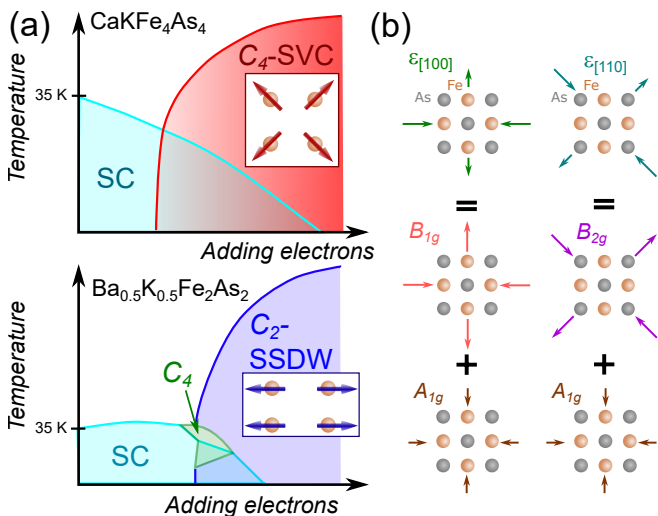 (a)
CaKFe4As4
Temperature
35 K
C4-SVC
SC
Adding electrons
Ba0.5K0.5Fe2As2
Temperature
35 K
C4
C2-
SSDW
SC
Adding electrons
(b)
ε[100]
Fe
As
=
B1g
+
A1g
ε[110]
Fe
As
=
B2g
+
A1g